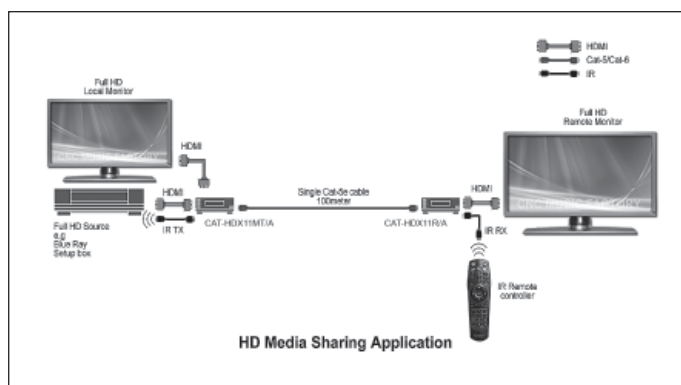 HDMI
Cat-5/Cat-6
IR
Full HD
Local Monitor
Full HD
Remote Monitor
HDMI
HDMI
Single Cat-5e cable
100meter
HDMI
IR TX
CAT-HDX11MT/A
CAT-HDX11R/A
IR RX
Full HD Source
e.g
Blue Ray
Setup box
IR Remote
controller
HD Media Sharing Application